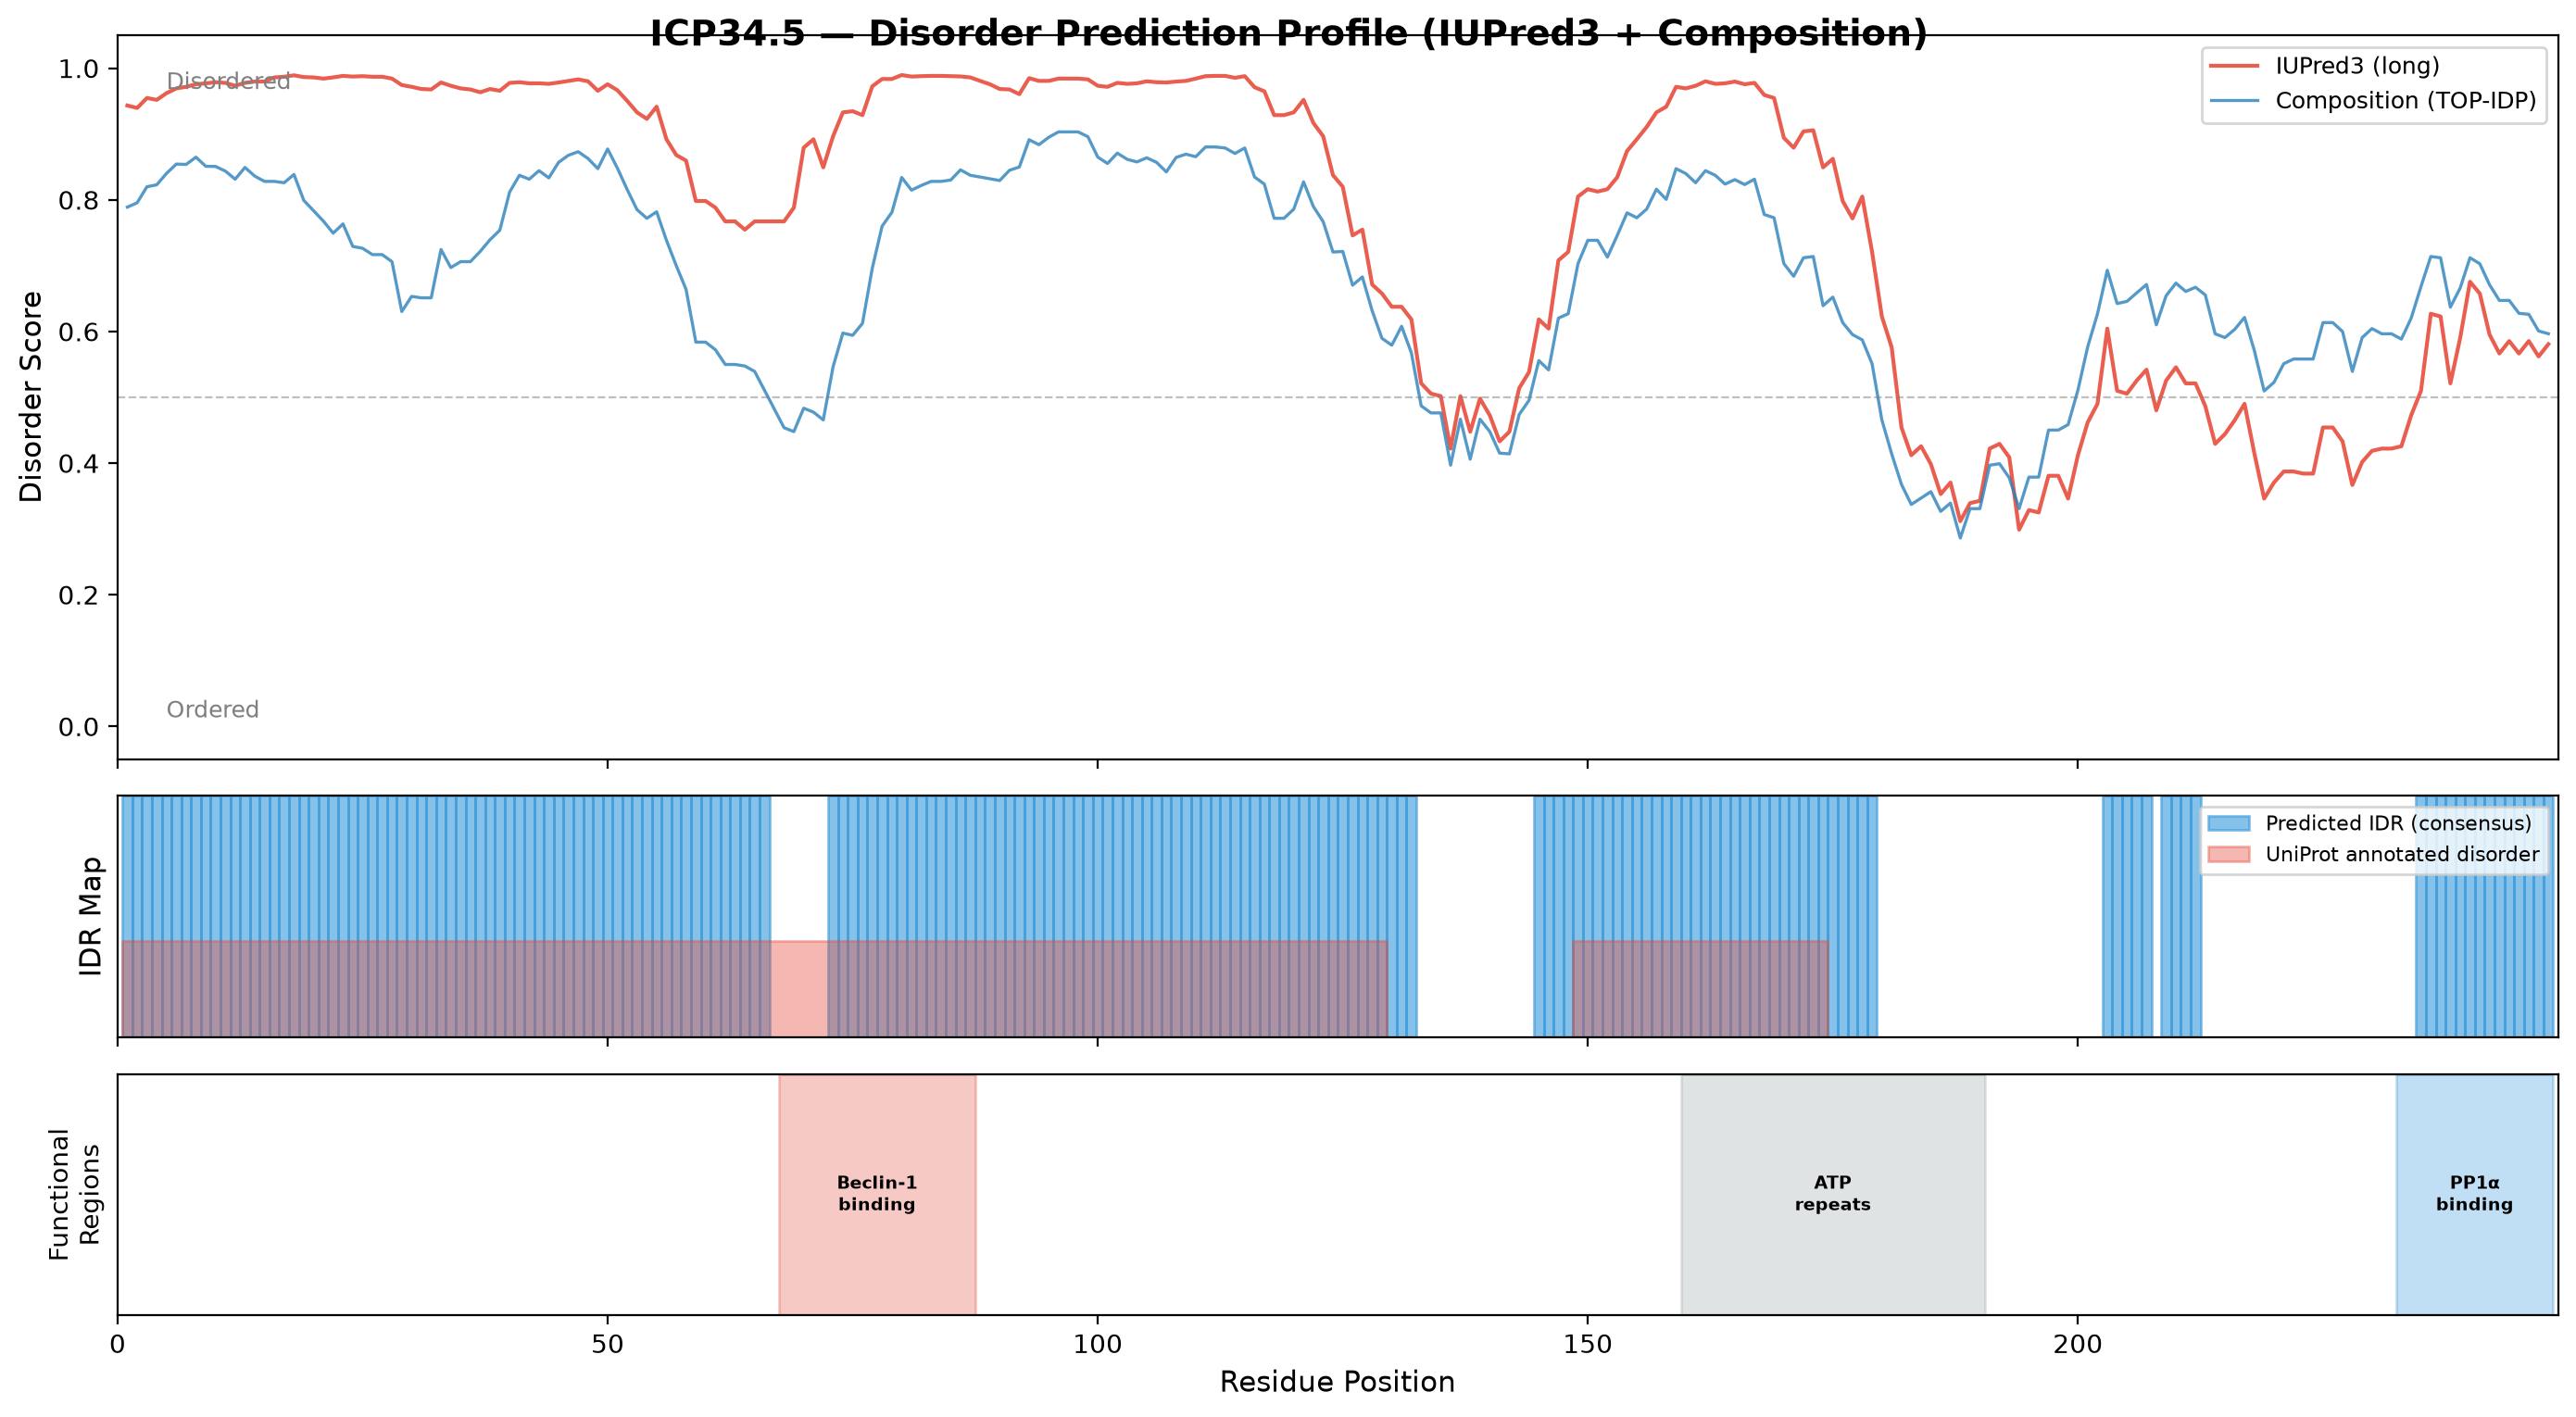 ICP34.5 — Disorder Prediction Profile (IUPred3 + Composition)
Disorder Score
1.0
0.8
0.6
0.4
0.2
0.0
Disordered
Ordered
IUPred3 (long)
Composition (TOP-IDP)
IDR Map
Predicted IDR (consensus)
UniProt annotated disorder
Functional
Regions
Beclin-1
binding
ATP
repeats
PP1α
binding
0 50 100 150 200
Residue Position